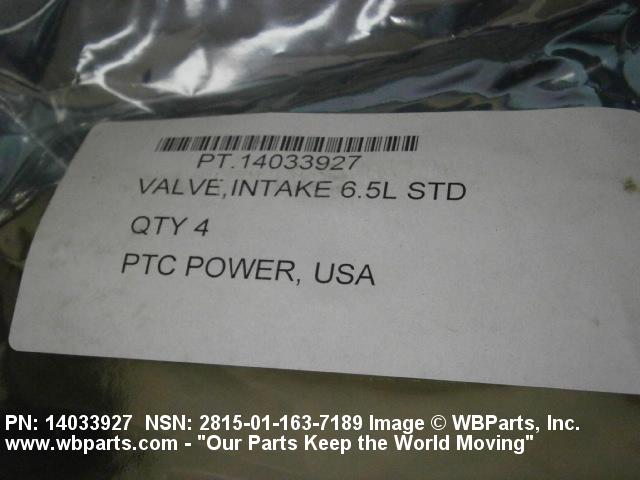 PT.14033927
VALVE,INTAKE 6.5L STD
QTY 4
PTC POWER, USA
PN: 14033927 NSN: 2815-01-163-7189 Image © WBParts, Inc.
www.wbparts.com - "Our Parts Keep the World Moving"